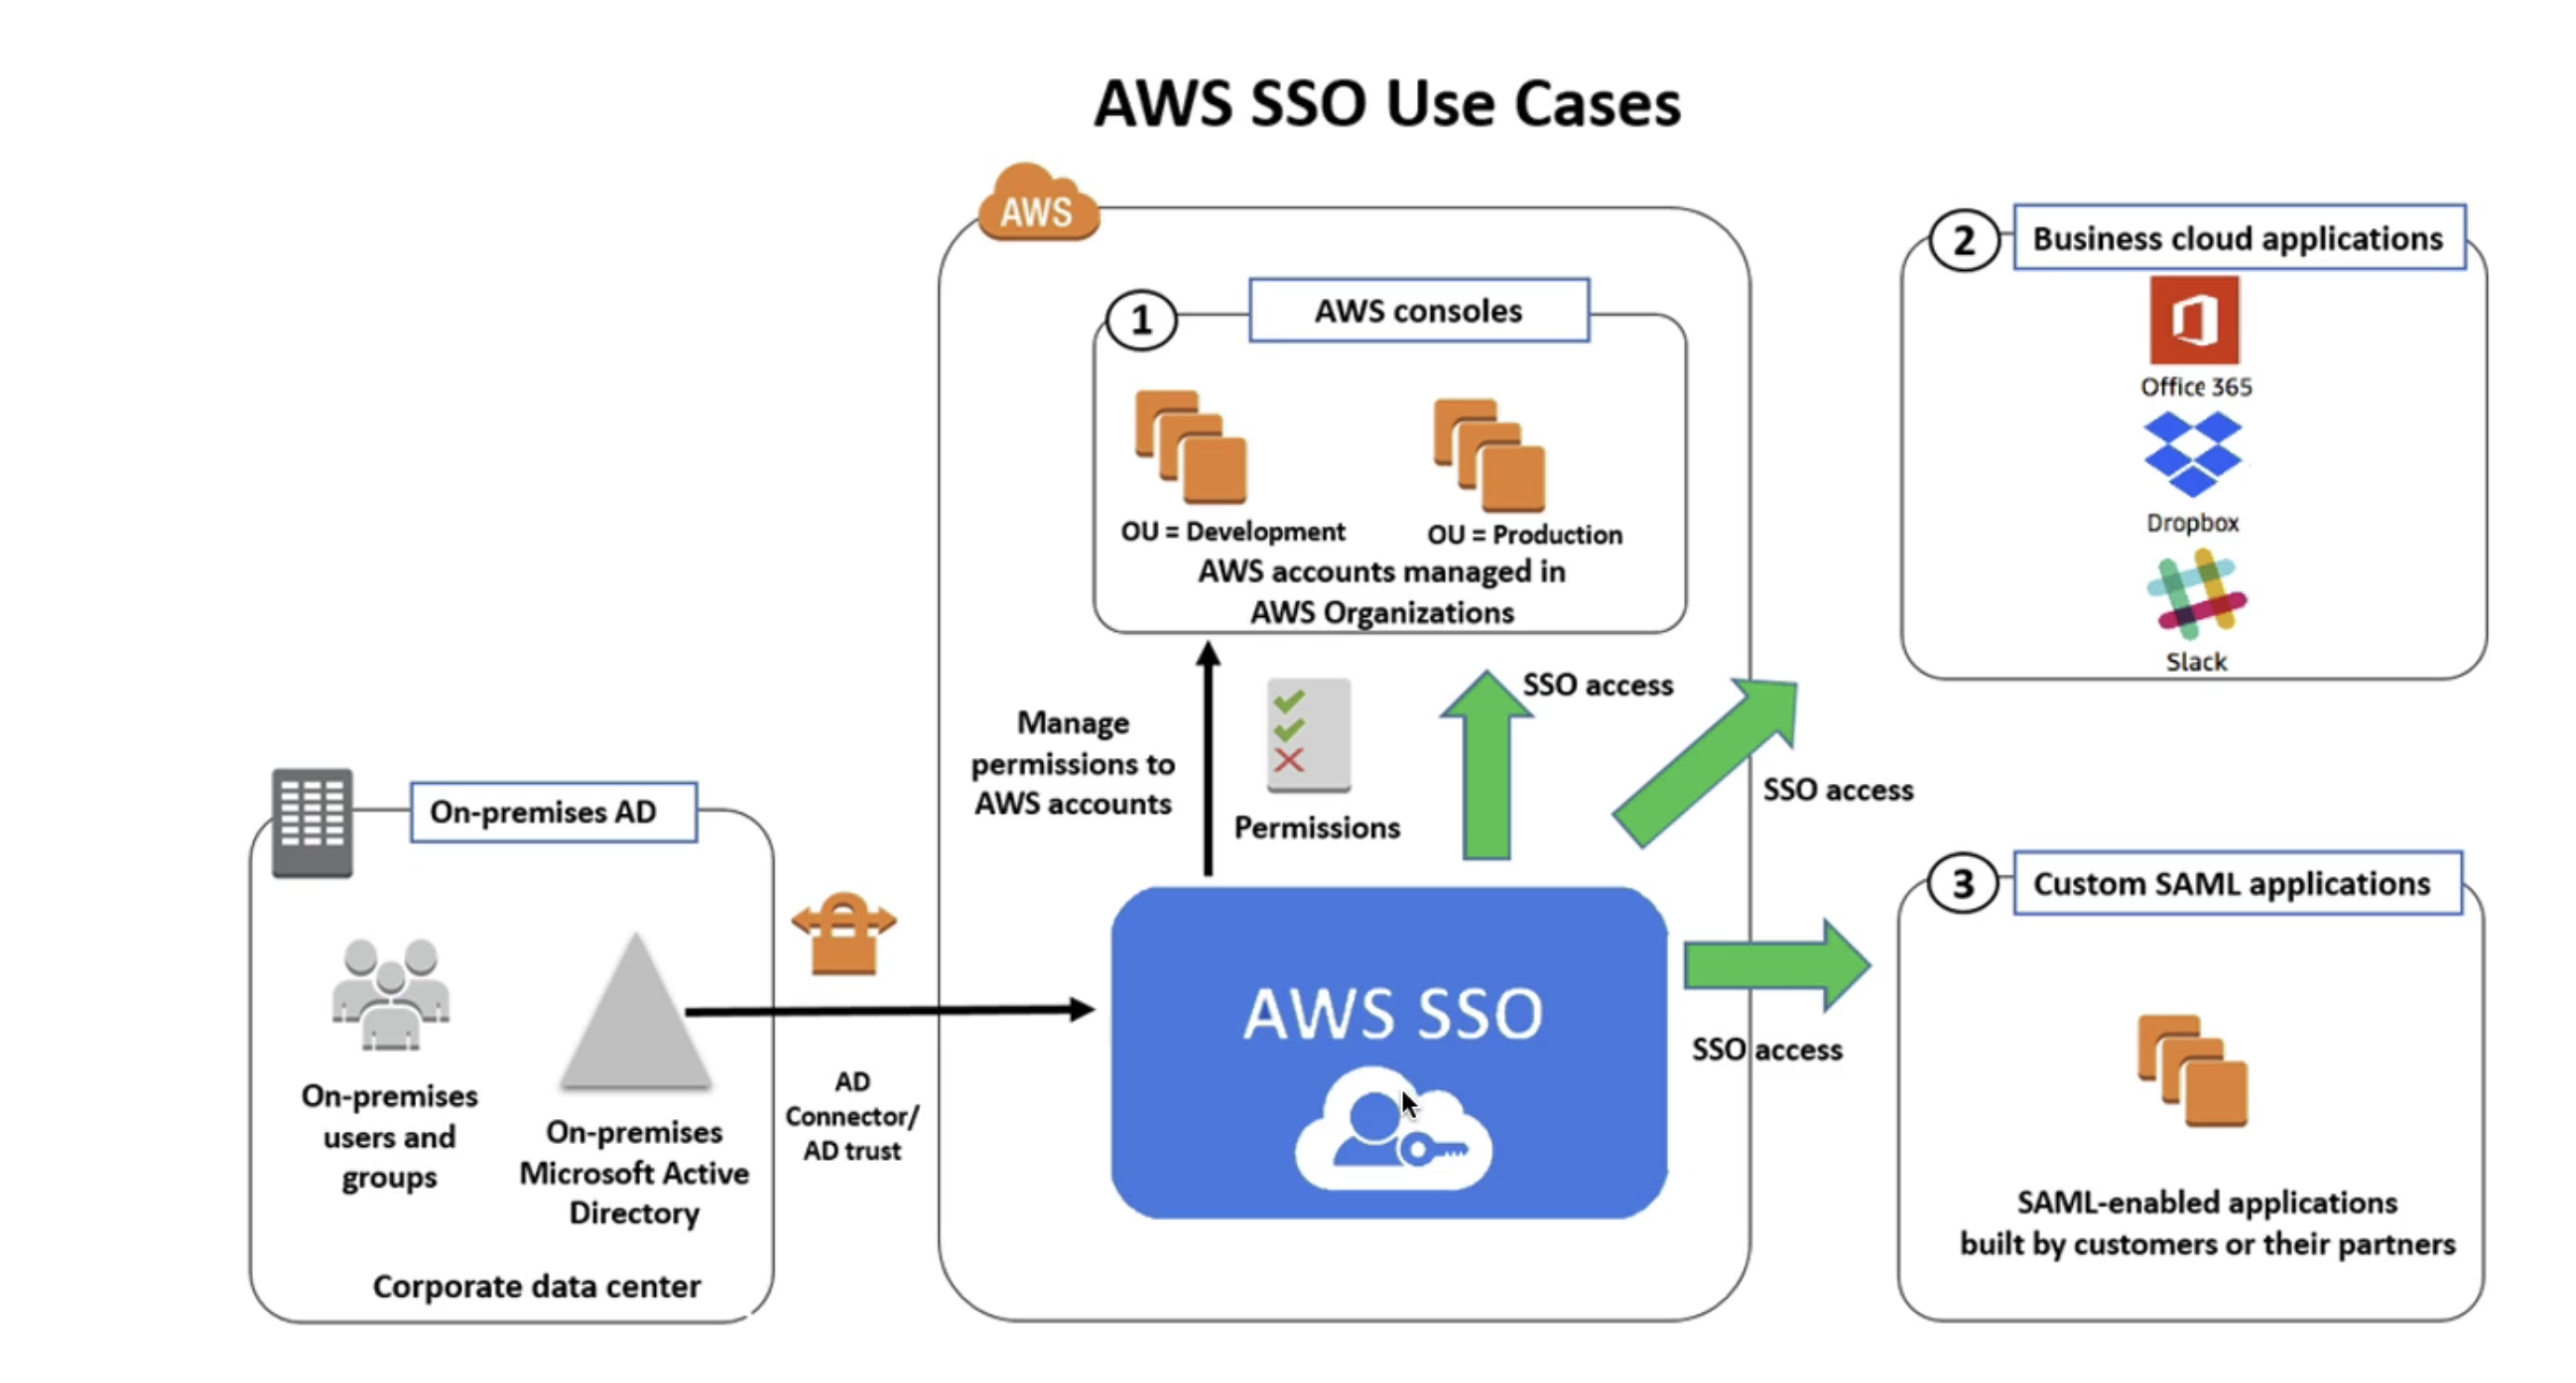 AWS SSO Use Cases
AWS
1
AWS consoles
OU = Development
OU = Production
AWS accounts managed in
AWS Organizations
2
Business cloud applications
Office 365
Dropbox
Slack
Manage
permissions to
AWS accounts
Permissions
SSO access
SSO access
On-premises AD
On-premises
users and
groups
On-premises
Microsoft Active
Directory
Corporate data center
AD
Connector/
AD trust
AWS SSO
SSO access
3
Custom SAML applications
SAML-enabled applications
built by customers or their partners